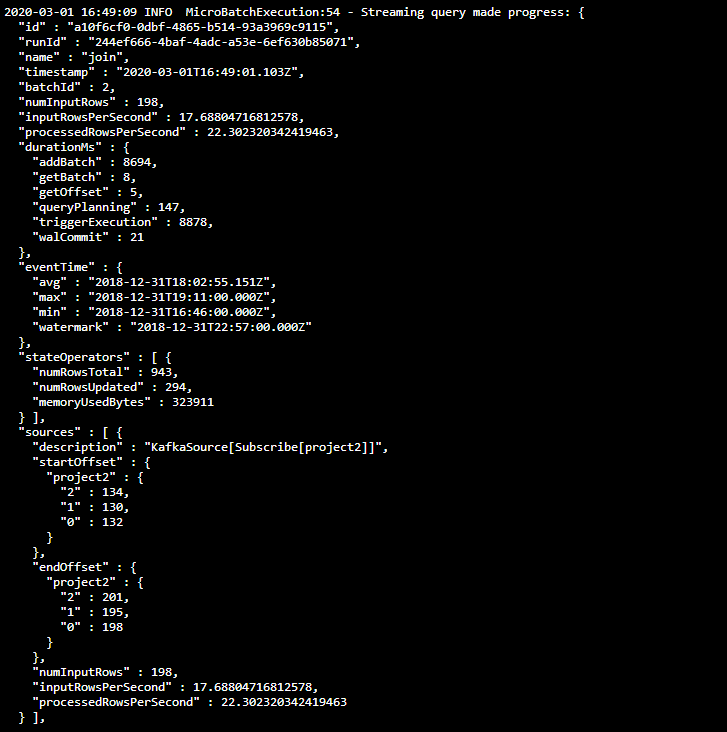 2020-03-01 16:49:09 INFO  MicroBatchExecution:54 - Streaming query made progress: {
  "id" : "a10f6cf0-0dbf-4865-b514-93a3969c9115",
  "runId" : "244ef666-4baf-4adc-a53e-6ef630b85071",
  "name" : "join",
  "timestamp" : "2020-03-01T16:49:01.103Z",
  "batchId" : 2,
  "numInputRows" : 198,
  "inputRowsPerSecond" : 17.68804716812578,
  "processedRowsPerSecond" : 22.302320342419463,
  "durationMs" : {
    "addBatch" : 8694,
    "getBatch" : 8,
    "getOffset" : 5,
    "queryPlanning" : 147,
    "triggerExecution" : 8878,
    "walCommit" : 21
  },
  "eventTime" : {
    "avg" : "2018-12-31T18:02:55.151Z",
    "max" : "2018-12-31T19:11:00.000Z",
    "min" : "2018-12-31T16:46:00.000Z",
    "watermark" : "2018-12-31T22:57:00.000Z"
  },
  "stateOperators" : [ {
    "numRowsTotal" : 943,
    "numRowsUpdated" : 294,
    "memoryUsedBytes" : 323911
  } ],
  "sources" : [ {
    "description" : "KafkaSource[Subscribe[project2]]",
    "startOffset" : {
      "project2" : {
        "2" : 134,
        "1" : 130,
        "0" : 132
      }
    },
    "endOffset" : {
      "project2" : {
        "2" : 201,
        "1" : 195,
        "0" : 198
      }
    },
    "numInputRows" : 198,
    "inputRowsPerSecond" : 17.68804716812578,
    "processedRowsPerSecond" : 22.302320342419463
  } ],